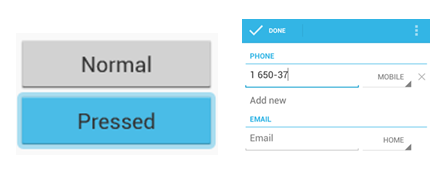 Normal
Pressed
DONE
PHONE
1 650-37
MOBILE
Add new
EMAIL
Email
HOME